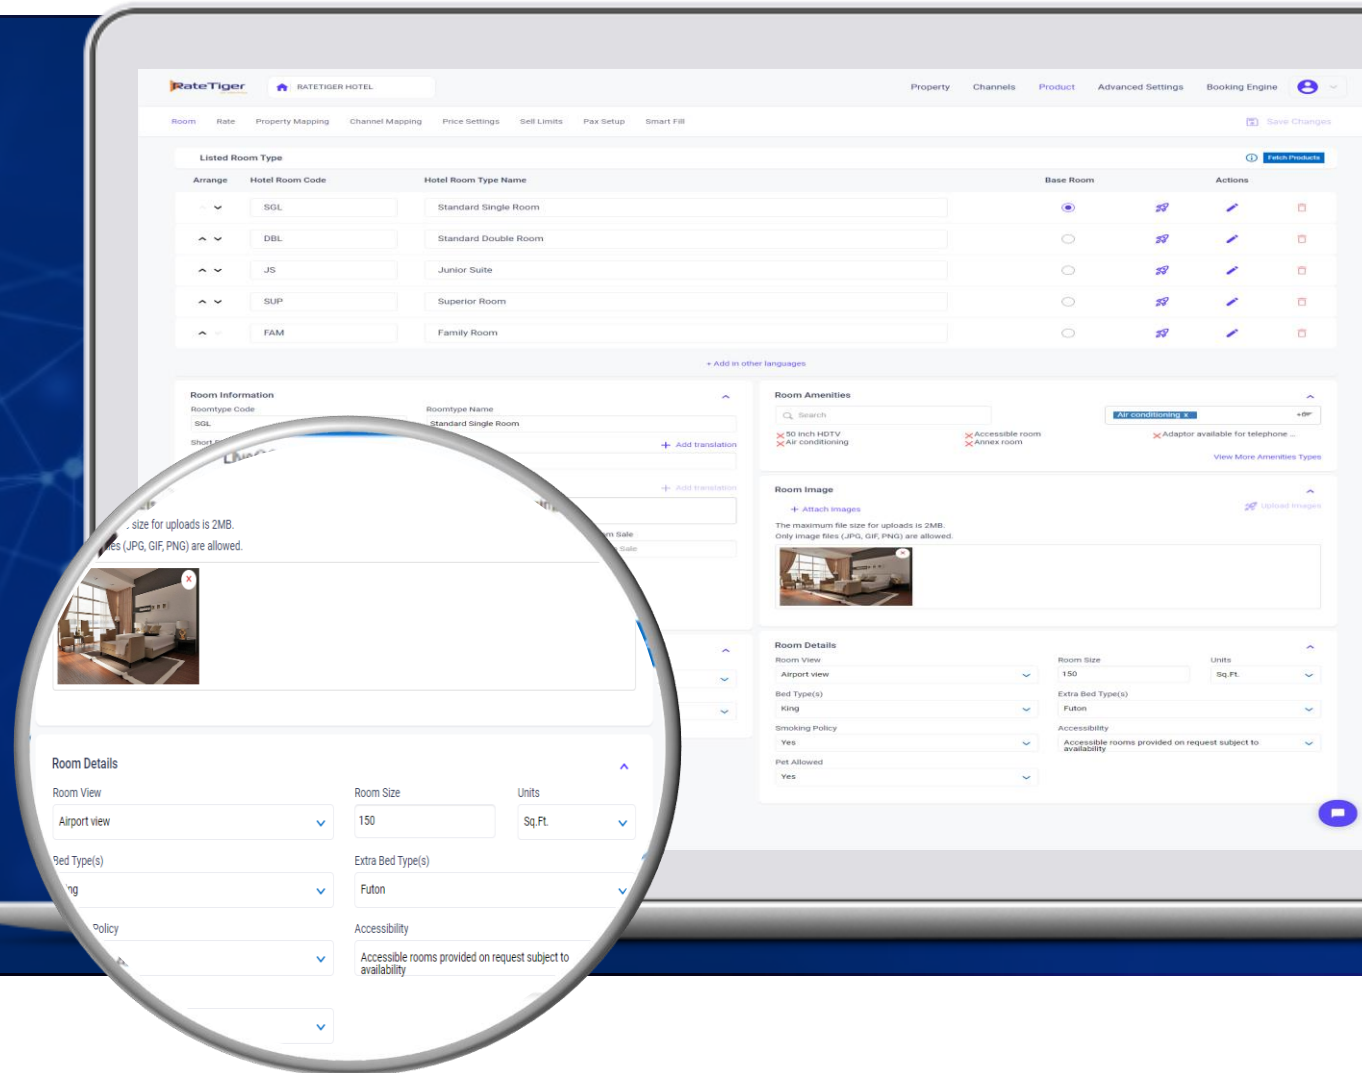 RateTiger
RATETIGER HOTEL
Property Channels Product Advanced Settings Booking Engine
Room Rate Property Mapping Channel Mapping Price Settings Sell Limits Pax Setup Smart Fill
Save Changes
Listed Room Type
Fetch Products
Arrange Hotel Room Code Hotel Room Type Name Base Room Actions
SGL Standard Single Room
DBL Standard Double Room
JS Junior Suite
SUP Superior Room
FAM Family Room
+ Add in other languages
Room Information
Roomtype Code Roomtype Name
SGL Standard Single Room
Short
+ Add translation
+ Add translation
m Sale
Sale
Room Amenities
Search
Air conditioning x
50 Inch HDTV Accessible room Adaptor available for telephone ...
Air conditioning Annex room
View More Amenities Types
Room Image
+ Attach Images
Upload Images
The maximum file size for uploads is 2MB.
Only image files (JPG, GIF, PNG) are allowed.
x
Room Details
Room View Room Size Units
Airport view 150 Sq.Ft.
Bed Type(s) Extra Bed Type(s)
King Futon
Smoking Policy Accessibility
Yes Accessible rooms provided on request subject to
availability
Pet Allowed
Yes
size for uploads is 2MB.
les (JPG, GIF, PNG) are allowed.
x
Room Details
Room View Room Size Units
Airport view 150 Sq.Ft.
Bed Type(s) Extra Bed Type(s)
ing Futon
Policy Accessibility
Accessible rooms provided on request subject to
availability